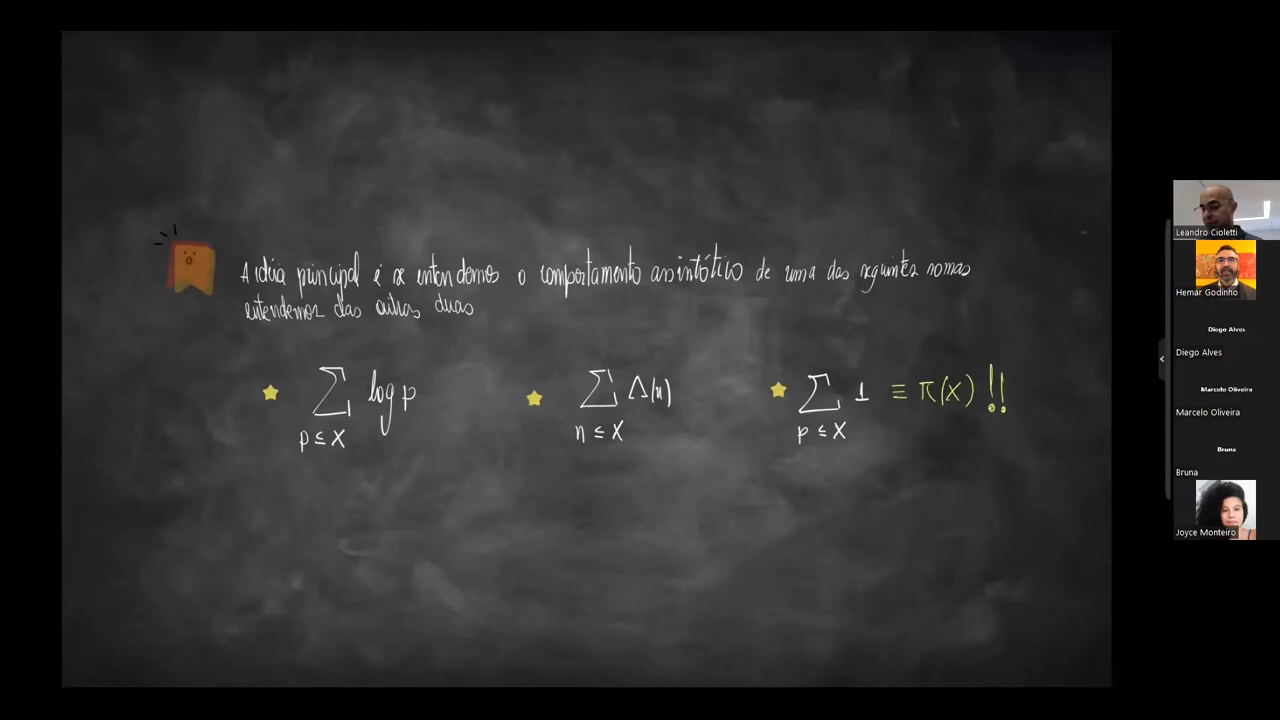 A idéia principal é se entendemos o comportamento assintótico de uma das seguintes somas
entendemos das outras duas
∑ log p
p ≤ X
∑ Λ(n)
n ≤ X
∑ 1 ≡ π(X) !!
p ≤ X
Leandro Cioletti
Hemar Godinho
Diego Alves
Diego Alves
Marcelo Oliveira
Marcelo Oliveira
Bruna
Bruna
Joyce Monteiro